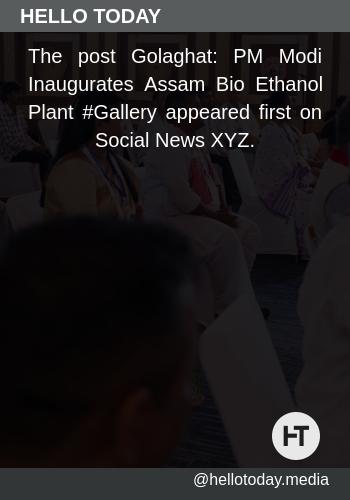 HELLO TODAY
The post Golaghat: PM Modi
Inaugurates Assam Bio Ethanol
Plant #Gallery appeared first on
Social News XYZ.
HT
@hellotoday.media